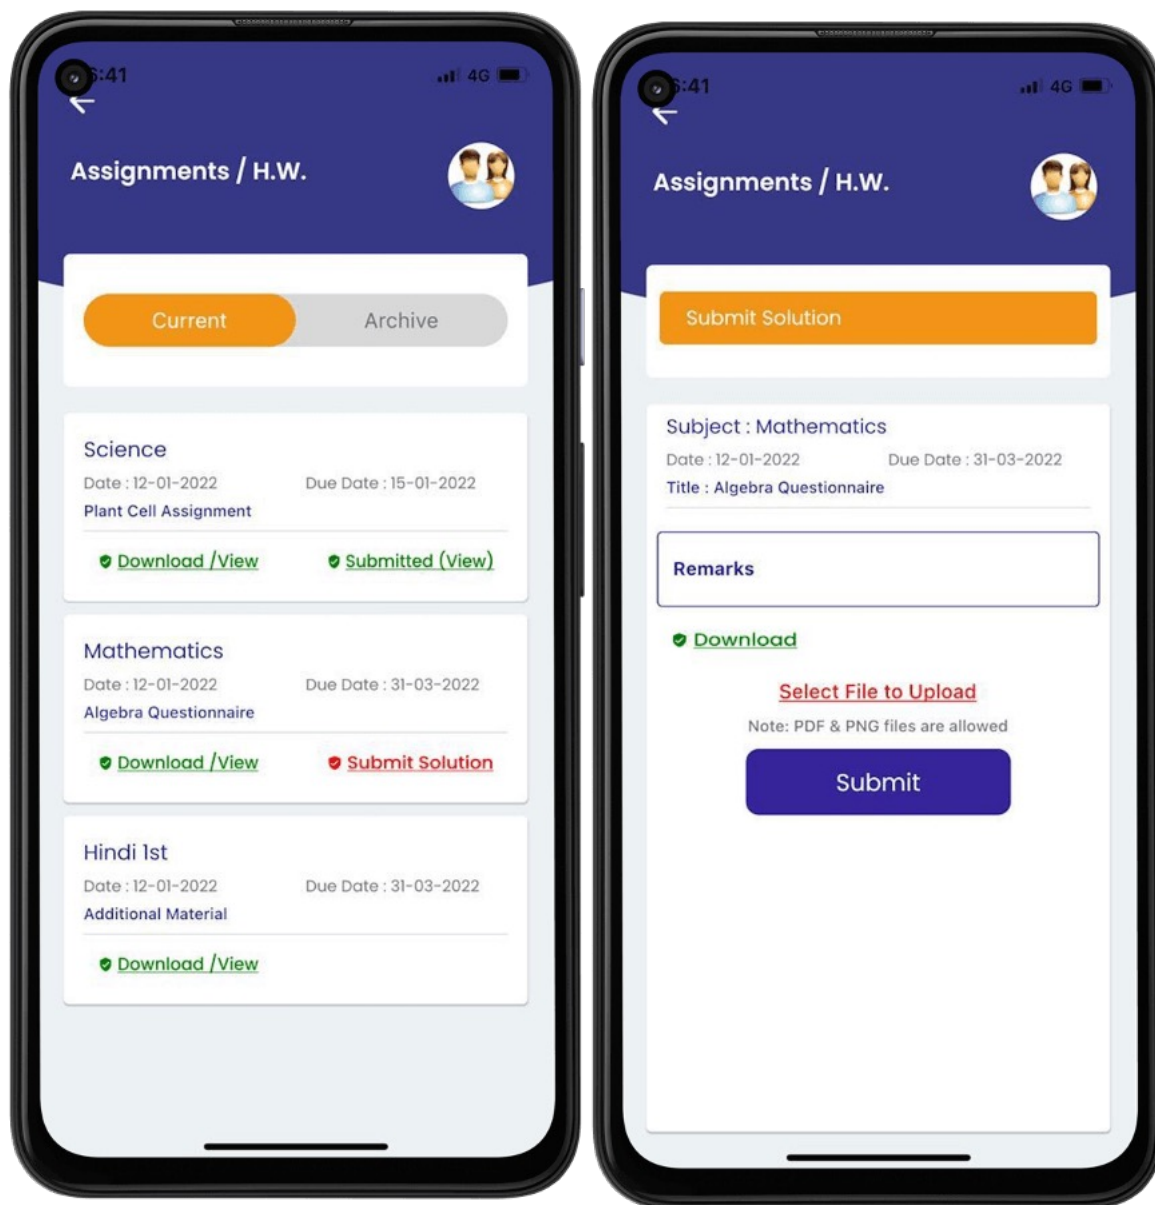 6:41
4G
Assignments / H.W.
Current
Archive
Science
Date : 12-01-2022
Due Date : 15-01-2022
Plant Cell Assignment
Download /View
Submitted (View)
Mathematics
Date : 12-01-2022
Due Date : 31-03-2022
Algebra Questionnaire
Download /View
Submit Solution
Hindi 1st
Date : 12-01-2022
Due Date : 31-03-2022
Additional Material
Download /View
6:41
4G
Assignments / H.W.
Submit Solution
Subject : Mathematics
Date : 12-01-2022
Due Date : 31-03-2022
Title : Algebra Questionnaire
Remarks
Download
Select File to Upload
Note: PDF & PNG files are allowed
Submit